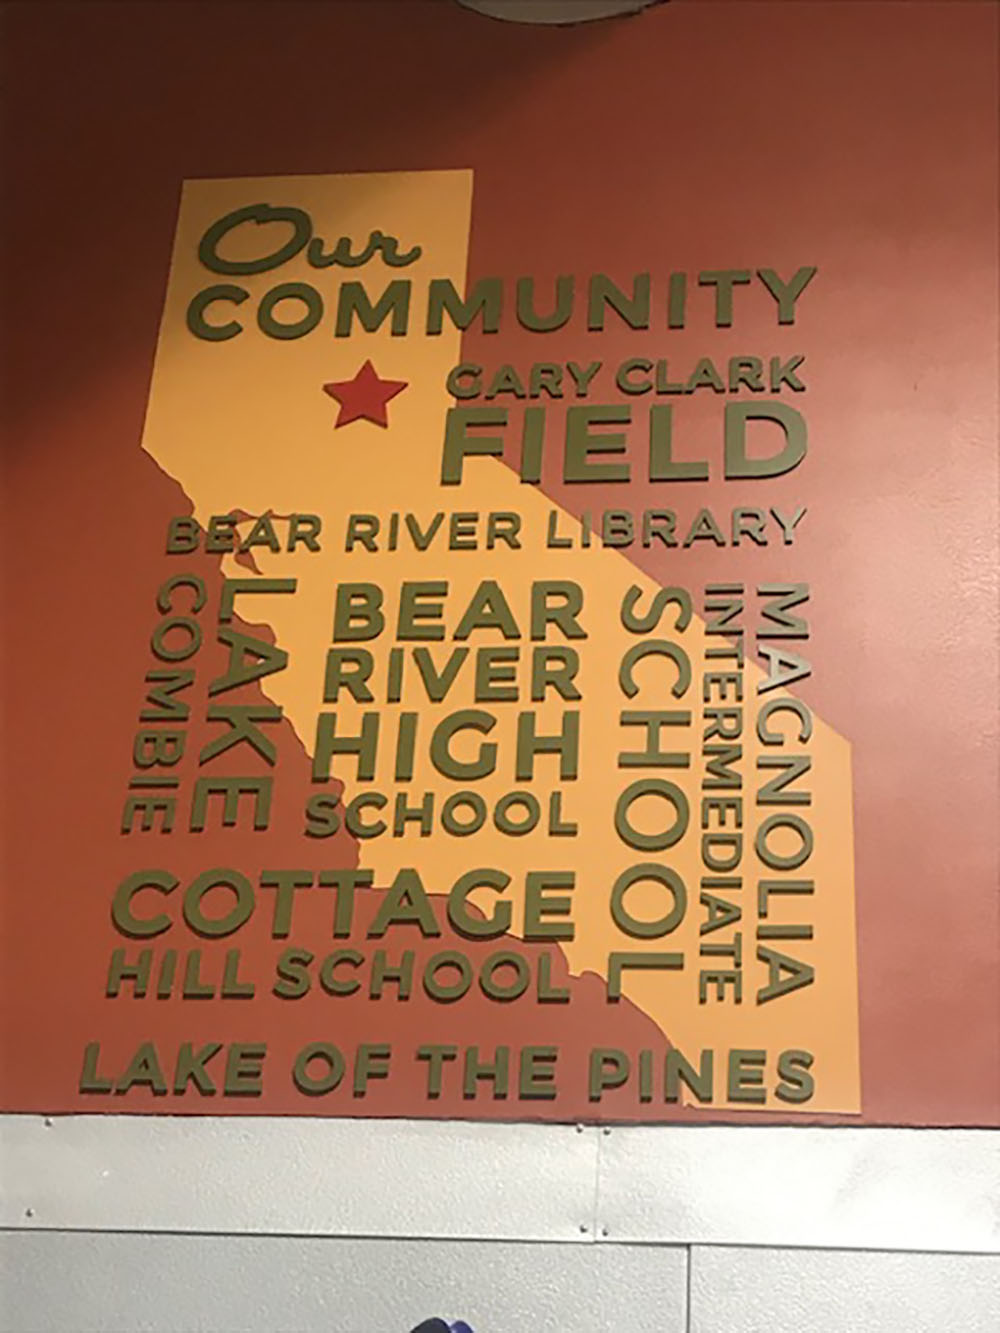 Our
COMMUNITY
GARY CLARK
FIELD
BEAR RIVER LIBRARY
LAKE
COMBIE
BEAR
RIVER
HIGH
SCHOOL
MAGNOLIA
INTERMEDIATE
SCHOOL
COTTAGE
HILL SCHOOL
LAKE OF THE PINES